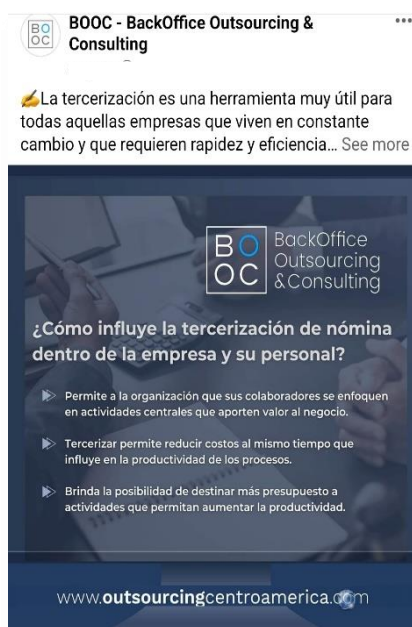 BO
OC
BOOC - BackOffice Outsourcing &
Consulting
✍️La tercerización es una herramienta muy útil para
todas aquellas empresas que viven en constante
cambio y que requieren rapidez y eficiencia... See more
BO
OC
BackOffice
Outsourcing
&Consulting
¿Cómo influye la tercerización de nómina
dentro de la empresa y su personal?
Permite a la organización que sus colaboradores se enfoquen
en actividades centrales que aporten valor al negocio.
Tercerizar permite reducir costos al mismo tiempo que
influye en la productividad de los procesos.
Brinda la posibilidad de destinar más presupuesto a
actividades que permitan aumentar la productividad.
www.outsourcingcentroamerica.com